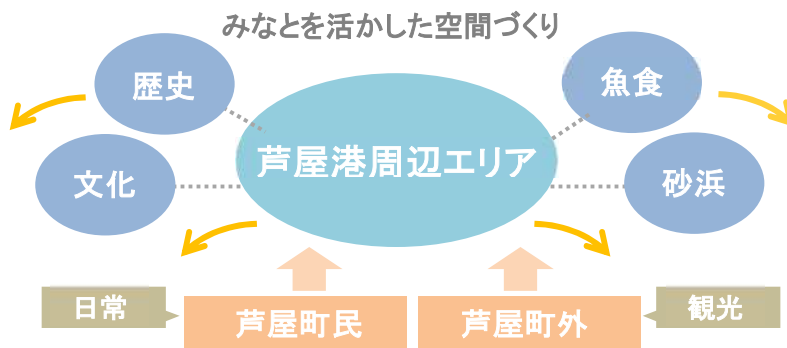 みなとを活かした空間づくり
歴史
魚食
芦屋港周辺エリア
文化
砂浜
日常
芦屋町民
芦屋町外
観光